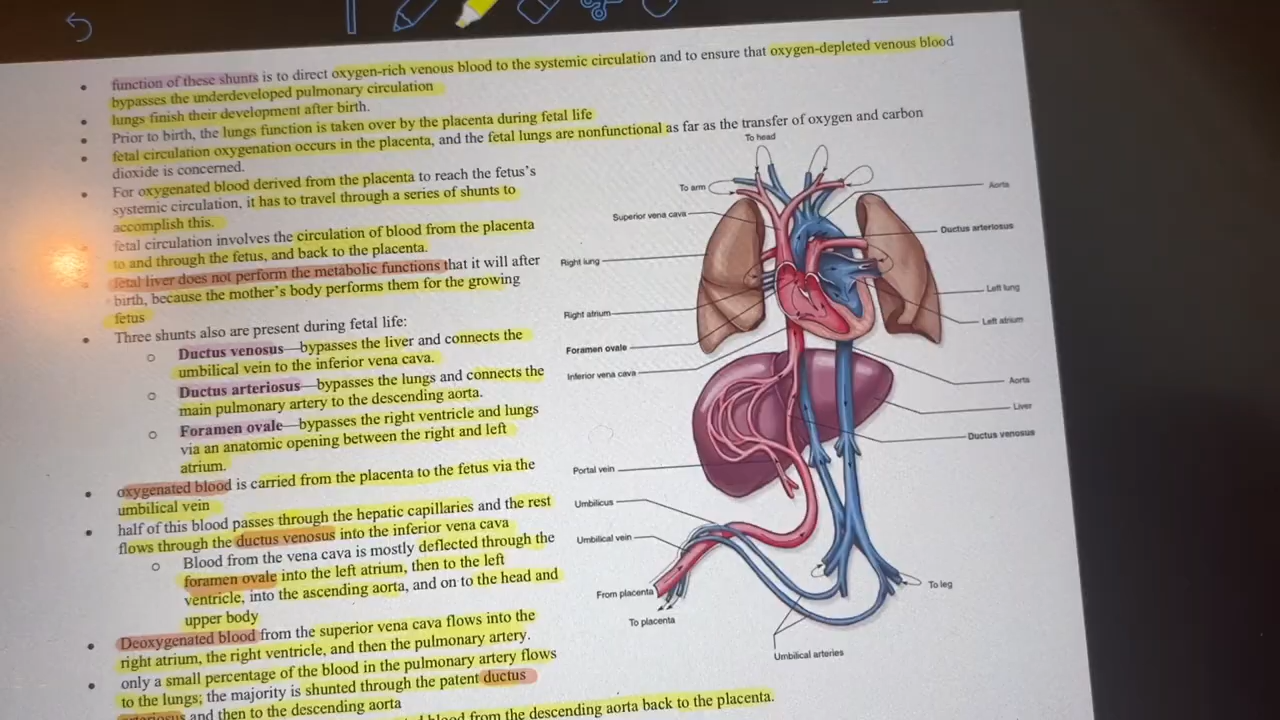 function of these shunts is to direct oxygen-rich venous blood to the systemic circulation and to ensure that oxygen-depleted venous blood
bypasses the underdeveloped pulmonary circulation
lungs finish their development after birth.
Prior to birth, the lungs function is taken over by the placenta during fetal life
fetal circulation oxygenation occurs in the placenta, and the fetal lungs are nonfunctional as far as the transfer of oxygen and carbon
dioxide is concerned.
For oxygenated blood derived from the placenta to reach the fetus's
systemic circulation, it has to travel through a series of shunts to
accomplish this.
fetal circulation involves the circulation of blood from the placenta
to and through the fetus, and back to the placenta.
fetal liver does not perform the metabolic functions that it will after
birth, because the mother's body performs them for the growing
fetus
Three shunts also are present during fetal life:
Ductus venosus—bypasses the liver and connects the
umbilical vein to the inferior vena cava.
Ductus arteriosus—bypasses the lungs and connects the
main pulmonary artery to the descending aorta.
Foramen ovale—bypasses the right ventricle and lungs
via an anatomic opening between the right and left
atrium.
oxygenated blood is carried from the placenta to the fetus via the
umbilical vein
half of this blood passes through the hepatic capillaries and the rest
flows through the ductus venosus into the inferior vena cava
Blood from the vena cava is mostly deflected through the
foramen ovale into the left atrium, then to the left
ventricle, into the ascending aorta, and on to the head and
upper body
Deoxygenated blood from the superior vena cava flows into the
right atrium, the right ventricle, and then the pulmonary artery.
only a small percentage of the blood in the pulmonary artery flows
to the lungs; the majority is shunted through the patent ductus
arteriosus and then to the descending aorta
blood from the descending aorta back to the placenta.
To head
To arm
Superior vena cava
Right lung
Right atrium
Foramen ovale
Inferior vena cava
Portal vein
Umbilicus
Umbilical vein
From placenta
To placenta
Aorta
Ductus arteriosus
Left lung
Left atrium
Aorta
Liver
Ductus venosus
To leg
Umbilical arteries